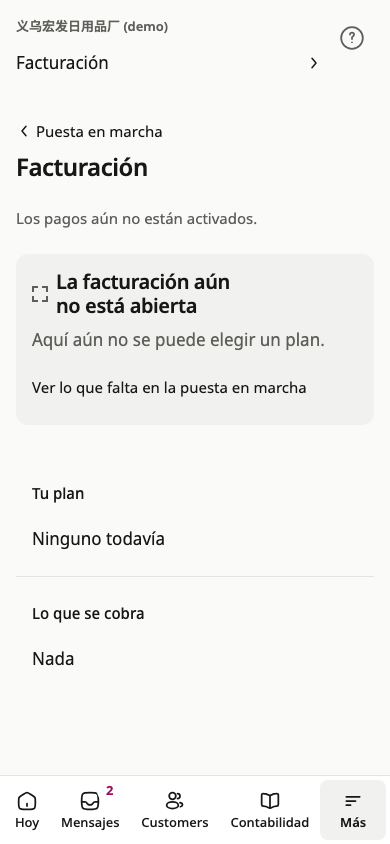 义乌宏发日用品厂 (demo)
Facturación
Puesta en marcha
Facturación
Los pagos aún no están activados.
La facturación aún
no está abierta
Aquí aún no se puede elegir un plan.
Ver lo que falta en la puesta en marcha
Tu plan
Ninguno todavía
Lo que se cobra
Nada
2
Hoy
Mensajes
Customers
Contabilidad
Más